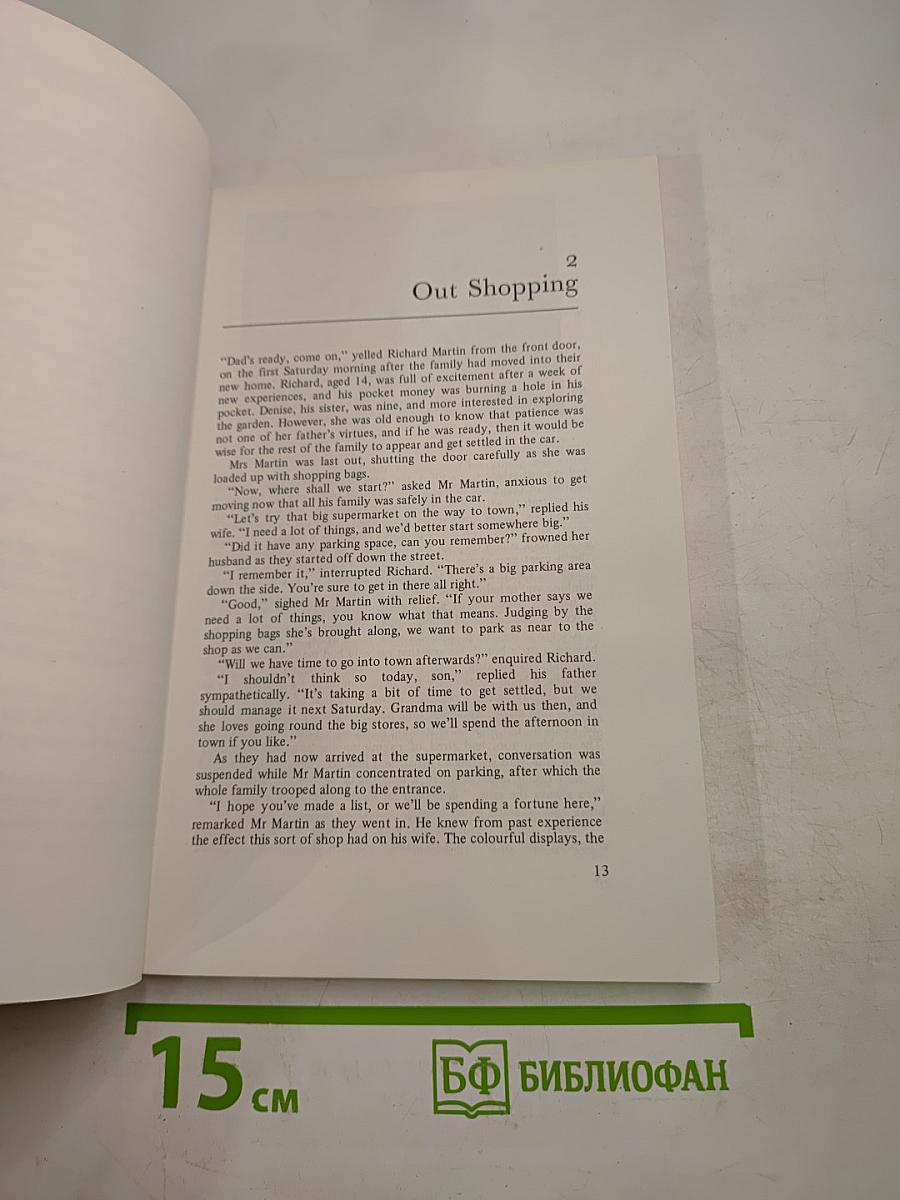 2
Out Shopping
“Dad’s ready, come on,” yelled Richard Martin from the front door,
on the first Saturday morning after the family had moved into their
new home. Richard, aged 14, was full of excitement after a week of
new experiences, and his pocket money was burning a hole in his
pocket. Denise, his sister, was nine, and more interested in exploring
the garden. However, she was old enough to know that patience was
not one of her father’s virtues, and if he was ready, then it would be
wise for the rest of the family to appear and get settled in the car.
Mrs Martin was last out, shutting the door carefully as she was
loaded up with shopping bags.
“Now, where shall we start?” asked Mr Martin, anxious to get
moving now that all his family was safely in the car.
“Let’s try that big supermarket on the way to town,” replied his
wife. “I need a lot of things, and we’d better start somewhere big.”
“Did it have any parking space, can you remember?” frowned her
husband as they started off down the street.
“I remember it,” interrupted Richard. “There’s a big parking area
down the side. You’re sure to get in there all right.”
“Good,” sighed Mr Martin with relief. “If your mother says we
need a lot of things, you know what that means. Judging by the
shopping bags she’s brought along, we want to park as near to the
shop as we can.”
“Will we have time to go into town afterwards?” enquired Richard.
“I shouldn’t think so today, son,” replied his father
sympathetically. “It’s taking a bit of time to get settled, but we
should manage it next Saturday. Grandma will be with us then, and
she loves going round the big stores, so we’ll spend the afternoon in
town if you like.”
As they had now arrived at the supermarket, conversation was
suspended while Mr Martin concentrated on parking, after which the
whole family trooped along to the entrance.
“I hope you’ve made a list, or we’ll be spending a fortune here,”
remarked Mr Martin as they went in. He knew from past experience
the effect this sort of shop had on his wife. The colourful displays, the
13
15 см
БФ БИБЛИОФАН